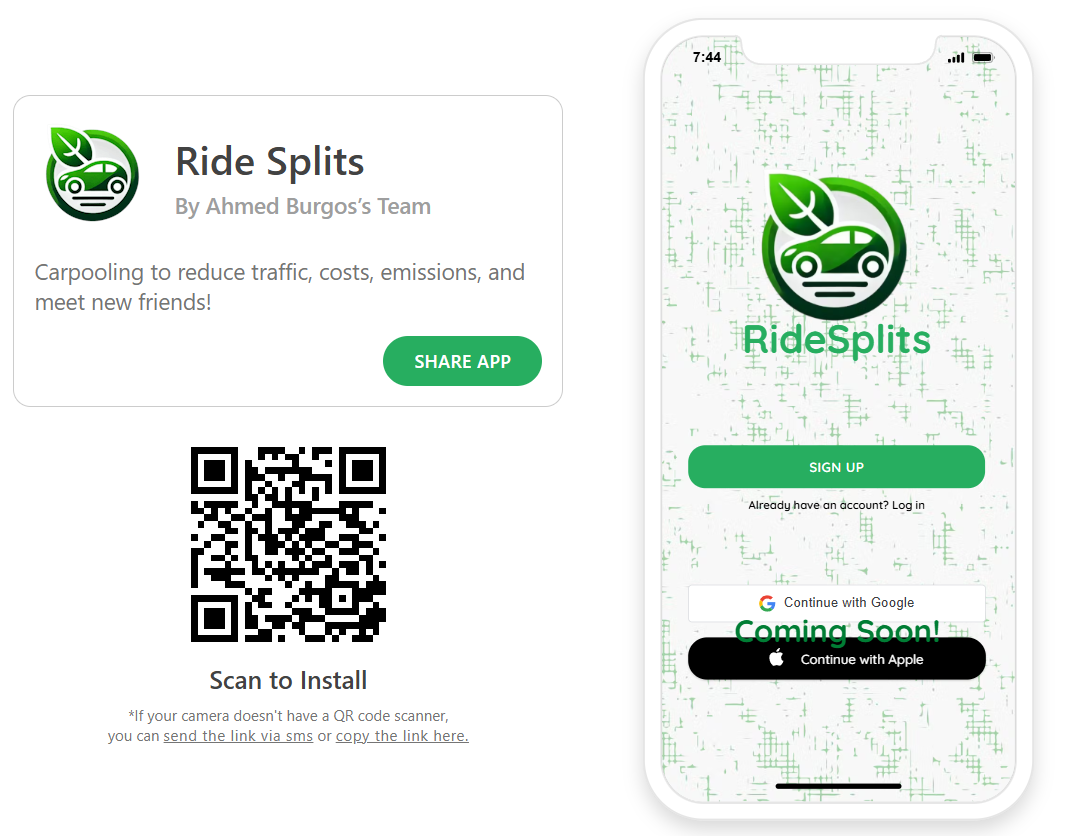 Ride Splits
By Ahmed Burgos’s Team
Carpooling to reduce traffic, costs, emissions, and
meet new friends!
SHARE APP
Scan to Install
*If your camera doesn't have a QR code scanner,
you can send the link via sms or copy the link here.
7:44
RideSplits
SIGN UP
Already have an account? Log in
Continue with Google
Coming Soon!
Continue with Apple